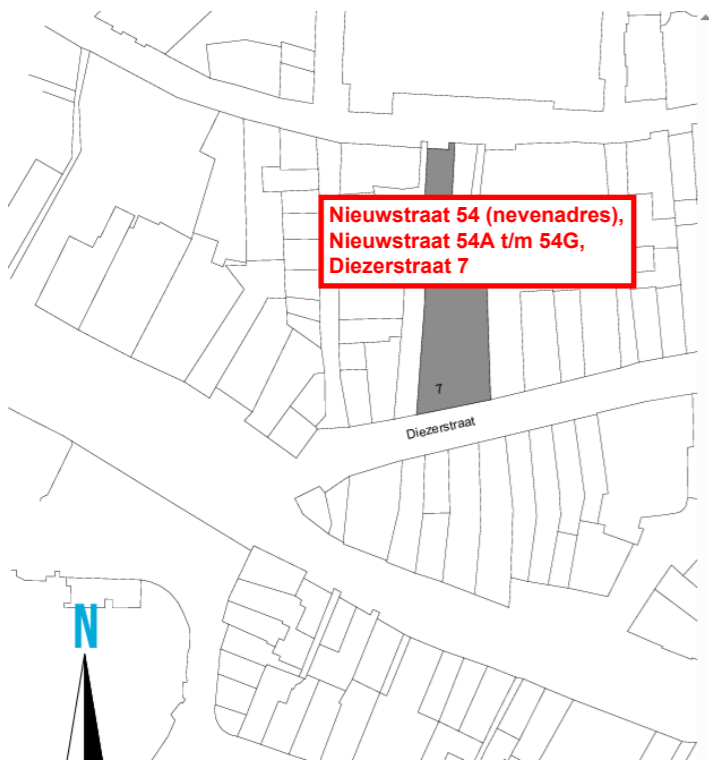 Nieuwstraat 54 (nevenadres),
Nieuwstraat 54A t/m 54G,
Diezerstraat 7
7
Diezerstraat
N